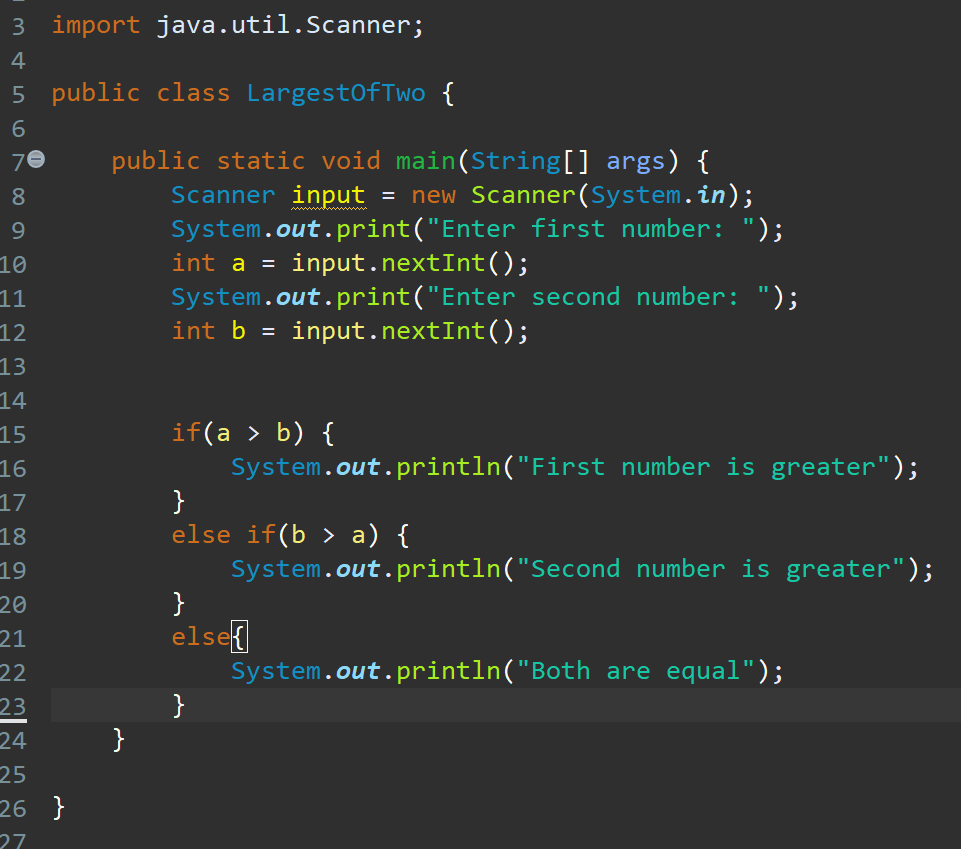 3 import java.util.Scanner;
4
5 public class LargestOfTwo {
6
7     public static void main(String[] args) {
8         Scanner input = new Scanner(System.in);
9         System.out.print("Enter first number: ");
10         int a = input.nextInt();
11         System.out.print("Enter second number: ");
12         int b = input.nextInt();
13
14
15         if(a > b) {
16             System.out.println("First number is greater");
17         }
18         else if(b > a) {
19             System.out.println("Second number is greater");
20         }
21         else{
22             System.out.println("Both are equal");
23         }
24     }
25
26 }
27